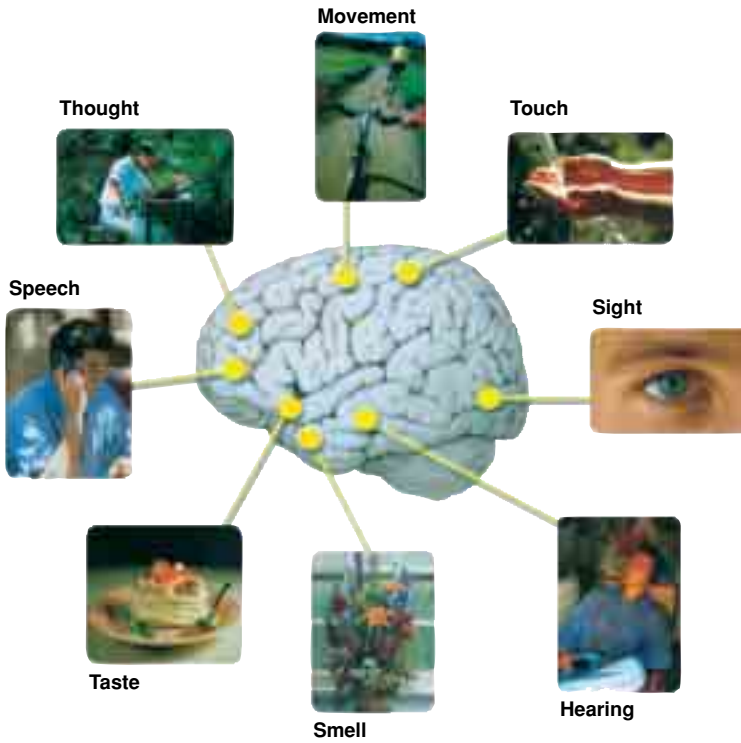 Movement
Thought
Touch
Speech
Sight
Taste
Smell
Hearing